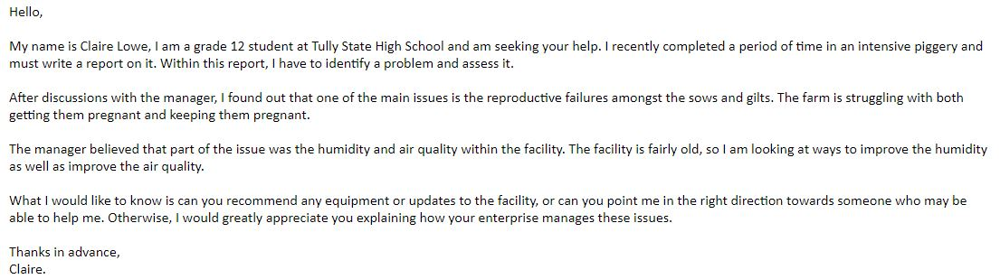 Hello,
My name is Claire Lowe, I am a grade 12 student at Tully State High School and am seeking your help. I recently completed a period of time in an intensive piggery and
must write a report on it. Within this report, I have to identify a problem and assess it.
After discussions with the manager, I found out that one of the main issues is the reproductive failures amongst the sows and gilts. The farm is struggling with both
getting them pregnant and keeping them pregnant.
The manager believed that part of the issue was the humidity and air quality within the facility. The facility is fairly old, so I am looking at ways to improve the humidity
as well as improve the air quality.
What I would like to know is can you recommend any equipment or updates to the facility, or can you point me in the right direction towards someone who may be
able to help me. Otherwise, I would greatly appreciate you explaining how your enterprise manages these issues.
Thanks in advance,
Claire.